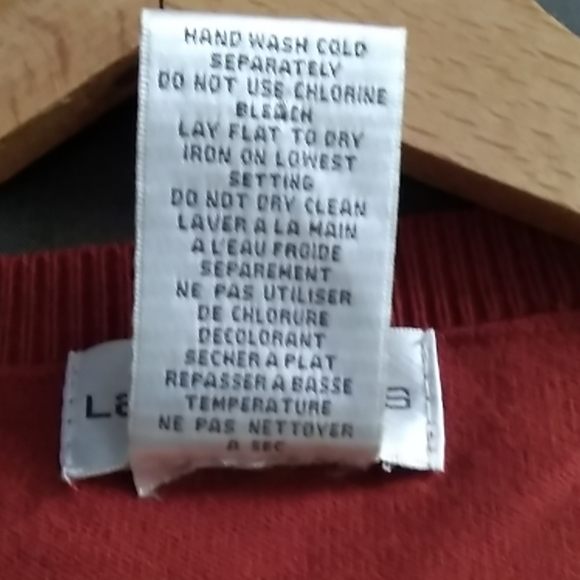 HAND WASH COLD
SEPARATELY
DO NOT USE CHLORINE
BLEACH
LAY FLAT TO DRY
IRON ON LOWEST
SETTING
DO NOT DRY CLEAN
LAVER A LA MAIN
A L'EAU FROIDE
SEPAREMENT
NE PAS UTILISER
DE CHLORURE
DECOLORANT
SECHER A PLAT
REPASSER A BASSE
TEMPERATURE
NE PAS NETTOYER
A SEC